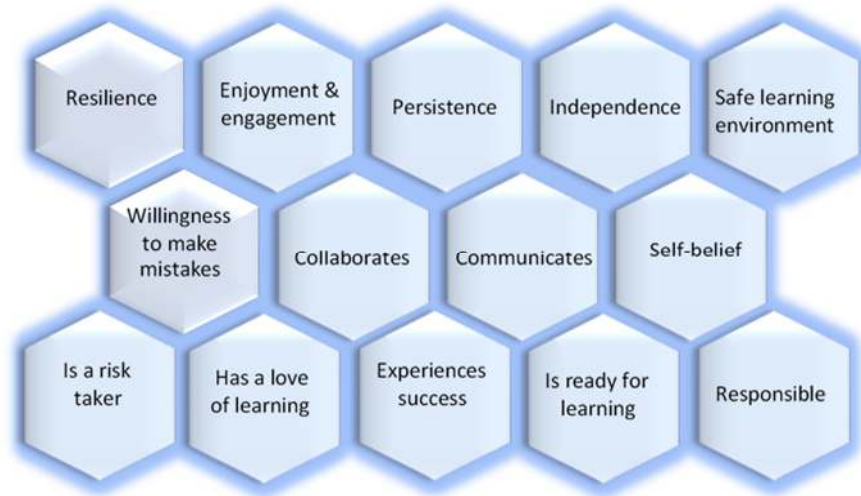 Resilience
Enjoyment &
engagement
Persistence
Independence
Safe learning
environment
Willingness
to make
mistakes
Collaborates
Communicates
Self-belief
Is a risk
taker
Has a love
of learning
Experiences
success
Is ready for
learning
Responsible